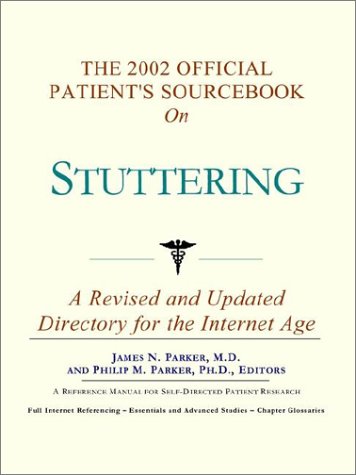 THE 2002 OFFICIAL
PATIENT'S SOURCEBOOK
On
STUTTERING
A Revised and Updated
Directory for the Internet Age
JAMES N. PARKER, M.D.
AND PHILIP M. PARKER, PH.D., EDITORS
A REFERENCE MANUAL FOR SELF-DIRECTED PATIENT RESEARCH
Full Internet Referencing – Essentials and Advanced Studies – Chapter Glossaries